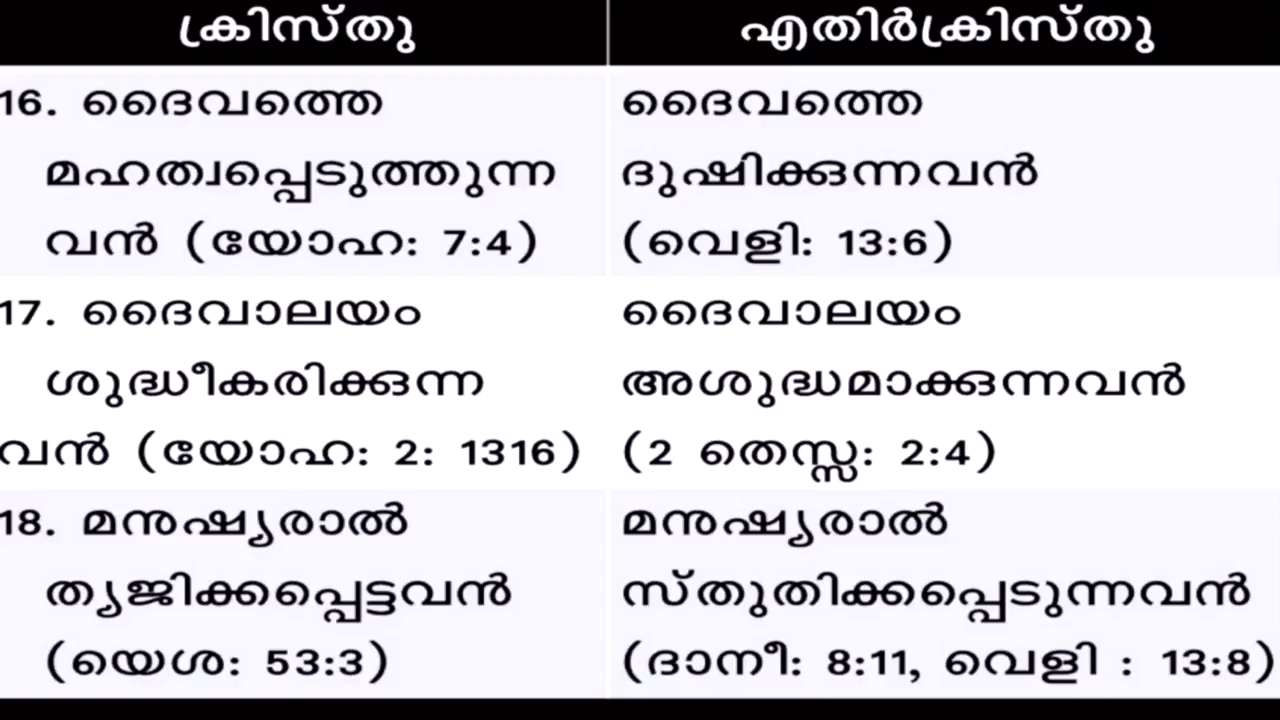 ക്രിസ്തു
എതിർക്രിസ്തു
16. ദൈവത്തെ
മഹത്വപ്പെടുത്തുന്ന
വൻ (യോഹ: 7:4)
ദൈവത്തെ
ദുഷിക്കുന്നവൻ
(വെളി: 13:6)
17. ദൈവാലയം
ശുദ്ധീകരിക്കുന്ന
വൻ (യോഹ: 2: 1316)
ദൈവാലയം
അശുദ്ധമാക്കുന്നവൻ
(2 തെസ്സ: 2:4)
18. മനുഷ്യരാൽ
ത്യജിക്കപ്പെട്ടവൻ
(യെശ: 53:3)
മനുഷ്യരാൽ
സ്തുതിക്കപ്പെടുന്നവൻ
(ദാനീ: 8:11, വെളി : 13:8)